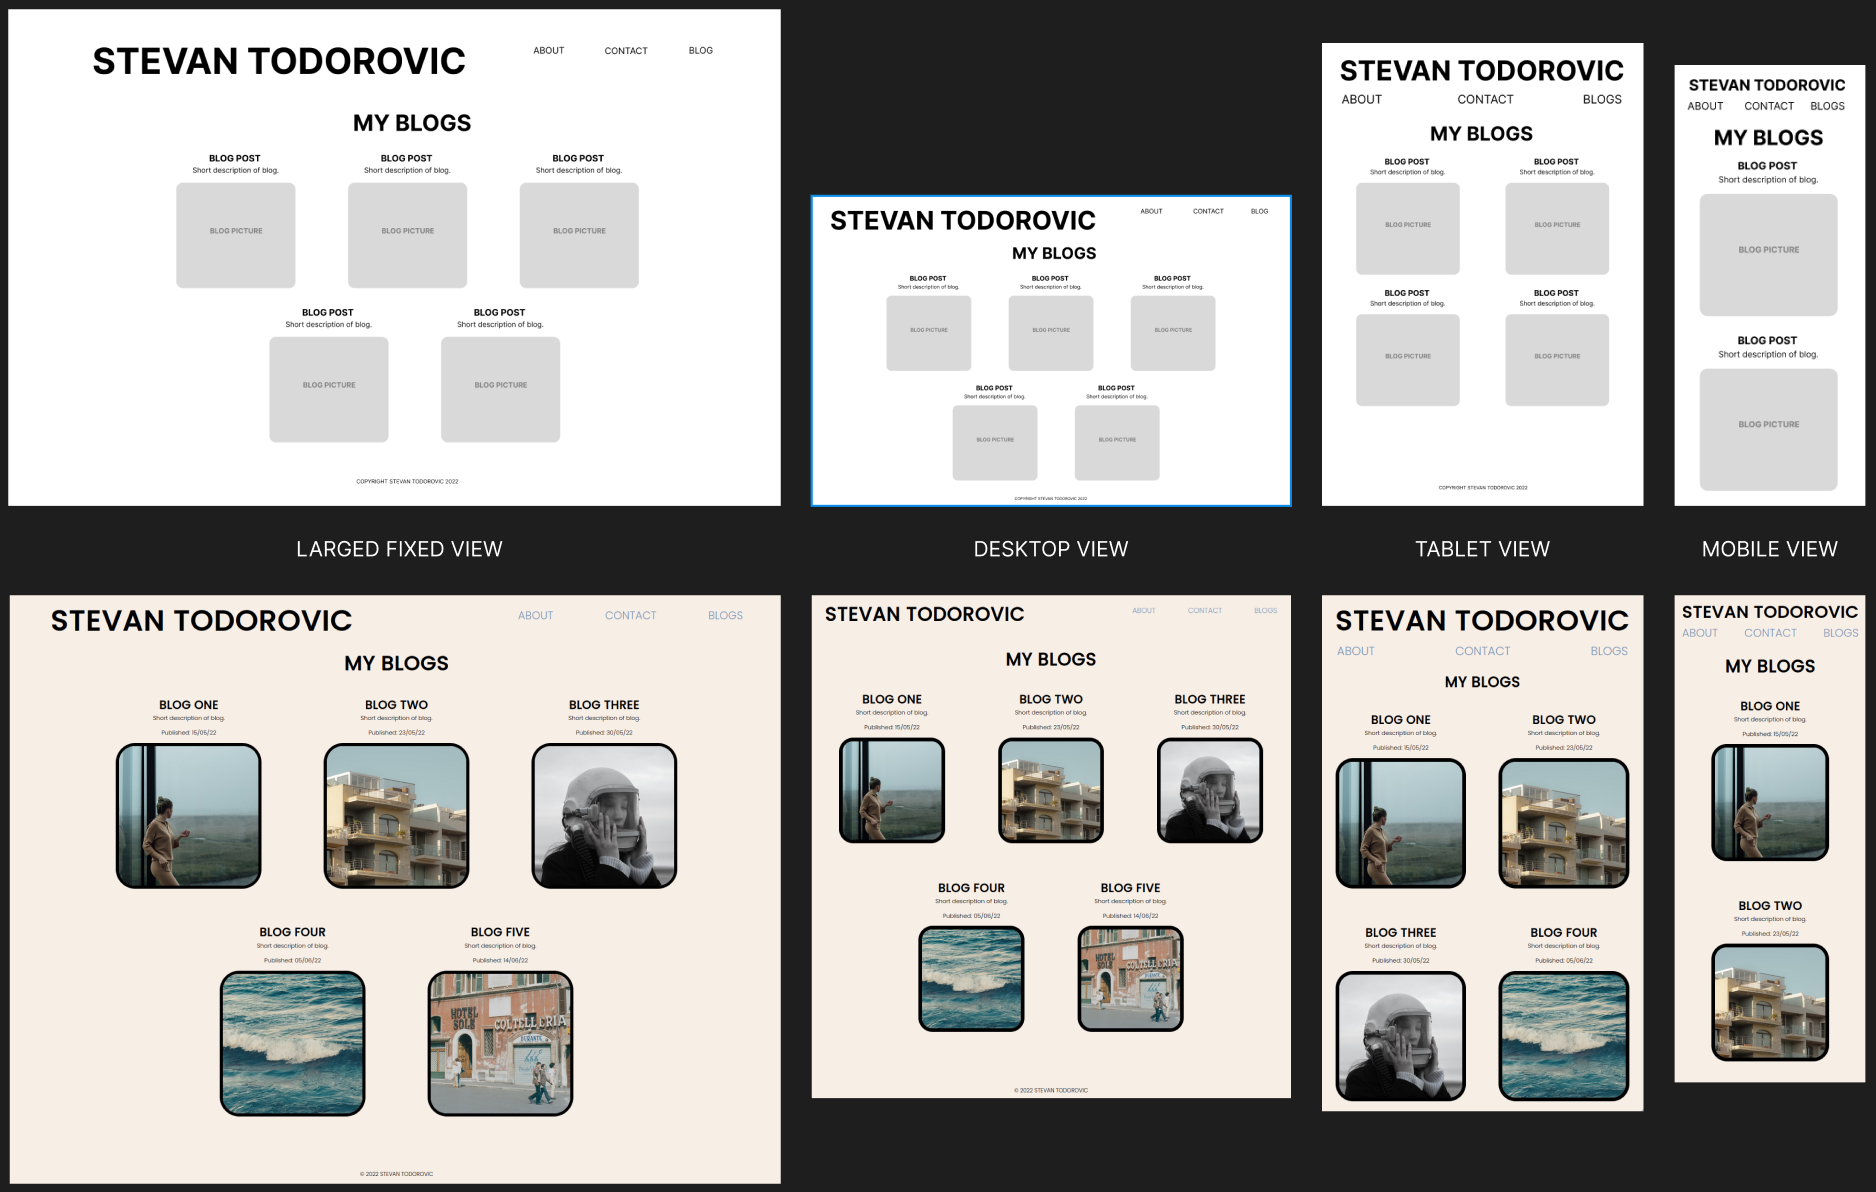 STEVAN TODOROVIC
ABOUT CONTACT BLOG
MY BLOGS
BLOG POST BLOG POST BLOG POST
Short description of blog. Short description of blog. Short description of blog.
BLOG PICTURE BLOG PICTURE BLOG PICTURE
BLOG POST BLOG POST
Short description of blog. Short description of blog.
BLOG PICTURE BLOG PICTURE
COPYRIGHT STEVAN TODOROVIC 2022
STEVAN TODOROVIC
ABOUT CONTACT BLOG
MY BLOGS
BLOG POST BLOG POST BLOG POST
Short description of blog. Short description of blog. Short description of blog.
BLOG PICTURE BLOG PICTURE BLOG PICTURE
BLOG POST BLOG POST
Short description of blog. Short description of blog.
BLOG PICTURE BLOG PICTURE
COPYRIGHT STEVAN TODOROVIC 2022
STEVAN TODOROVIC
ABOUT CONTACT BLOGS
MY BLOGS
BLOG POST BLOG POST
Short description of blog. Short description of blog.
BLOG PICTURE BLOG PICTURE
BLOG POST BLOG POST
Short description of blog. Short description of blog.
BLOG PICTURE BLOG PICTURE
COPYRIGHT STEVAN TODOROVIC 2022
STEVAN TODOROVIC
ABOUT CONTACT BLOGS
MY BLOGS
BLOG POST
Short description of blog.
BLOG PICTURE
BLOG POST
Short description of blog.
BLOG PICTURE
LARGED FIXED VIEW DESKTOP VIEW TABLET VIEW MOBILE VIEW
STEVAN TODOROVIC
ABOUT CONTACT BLOGS
MY BLOGS
BLOG ONE BLOG TWO BLOG THREE
Short description of blog. Short description of blog. Short description of blog.
Published: 15/05/22 Published: 23/05/22 Published: 30/05/22
BLOG FOUR BLOG FIVE
Short description of blog. Short description of blog.
Published: 05/06/22 Published: 14/06/22
HOTEL SOLE COLTELLERIA
DURANTE
© 2022 STEVAN TODOROVIC
STEVAN TODOROVIC
ABOUT CONTACT BLOGS
MY BLOGS
BLOG ONE BLOG TWO BLOG THREE
Short description of blog. Short description of blog. Short description of blog.
Published: 15/05/22 Published: 23/05/22 Published: 30/05/22
BLOG FOUR BLOG FIVE
Short description of blog. Short description of blog.
Published: 05/06/22 Published: 14/06/22
HOTEL SOLE COLTELLERIA
© 2022 STEVAN TODOROVIC
STEVAN TODOROVIC
ABOUT CONTACT BLOGS
MY BLOGS
BLOG ONE BLOG TWO
Short description of blog. Short description of blog.
Published: 15/05/22 Published: 23/05/22
BLOG THREE BLOG FOUR
Short description of blog. Short description of blog.
Published: 30/05/22 Published: 05/06/22
STEVAN TODOROVIC
ABOUT CONTACT BLOGS
MY BLOGS
BLOG ONE
Short description of blog.
Published: 15/05/22
BLOG TWO
Short description of blog.
Published: 23/05/22